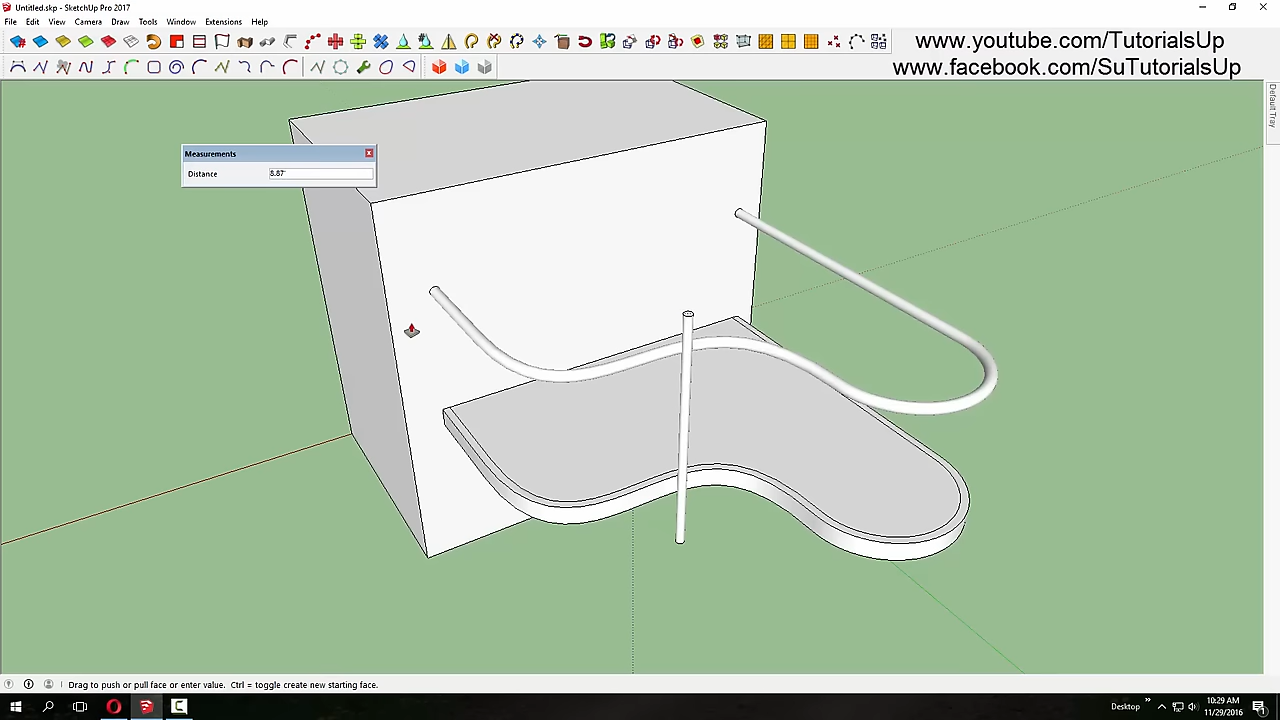 Untitled.skp - SketchUp Pro 2017
File Edit View Camera Draw Tools Window Extensions Help
www.youtube.com/TutorialsUp
www.facebook.com/SuTutorialsUp
Default Tray
Measurements
Distance 8.87'
Drag to push or pull face or enter value. Ctrl = toggle create new starting face.
Desktop
10:29 AM
11/29/2016